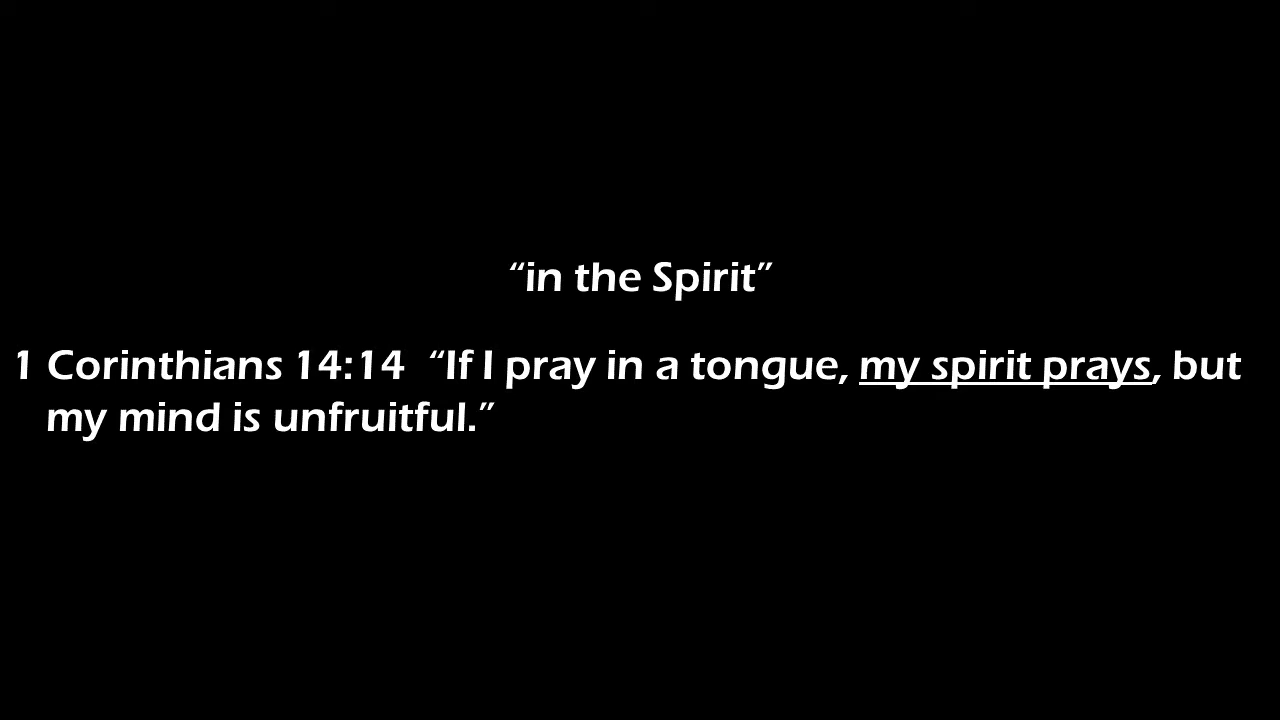 “in the Spirit”
1 Corinthians 14:14  “If I pray in a tongue, my spirit prays, but
my mind is unfruitful.”